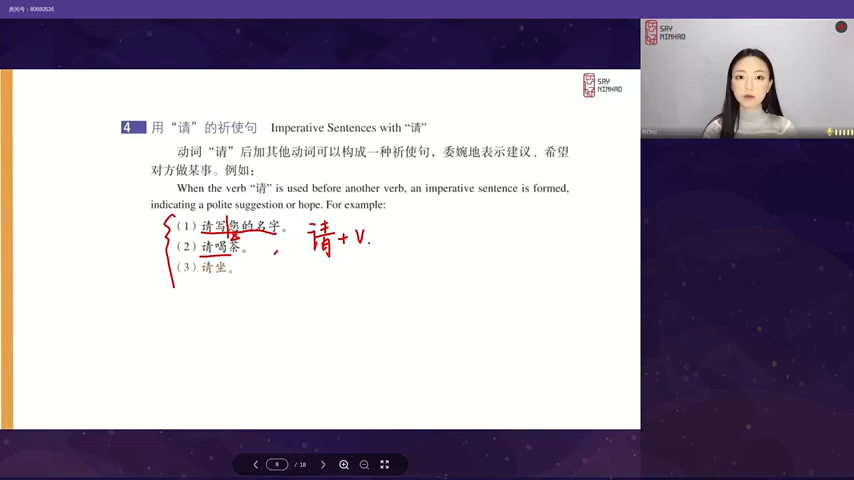 房间号：80680536
SAY
NINHAO
SAY
NINHAO
4 用“请”的祈使句 Imperative Sentences with “请”
动词“请”后加其他动词可以构成一种祈使句，委婉地表示建议、希望
对方做某事。例如：
When the verb “请” is used before another verb, an imperative sentence is formed,
indicating a polite suggestion or hope. For example:
（1）请写您的名字。
（2）请喝茶。
（3）请坐。
请+V.
8 / 18